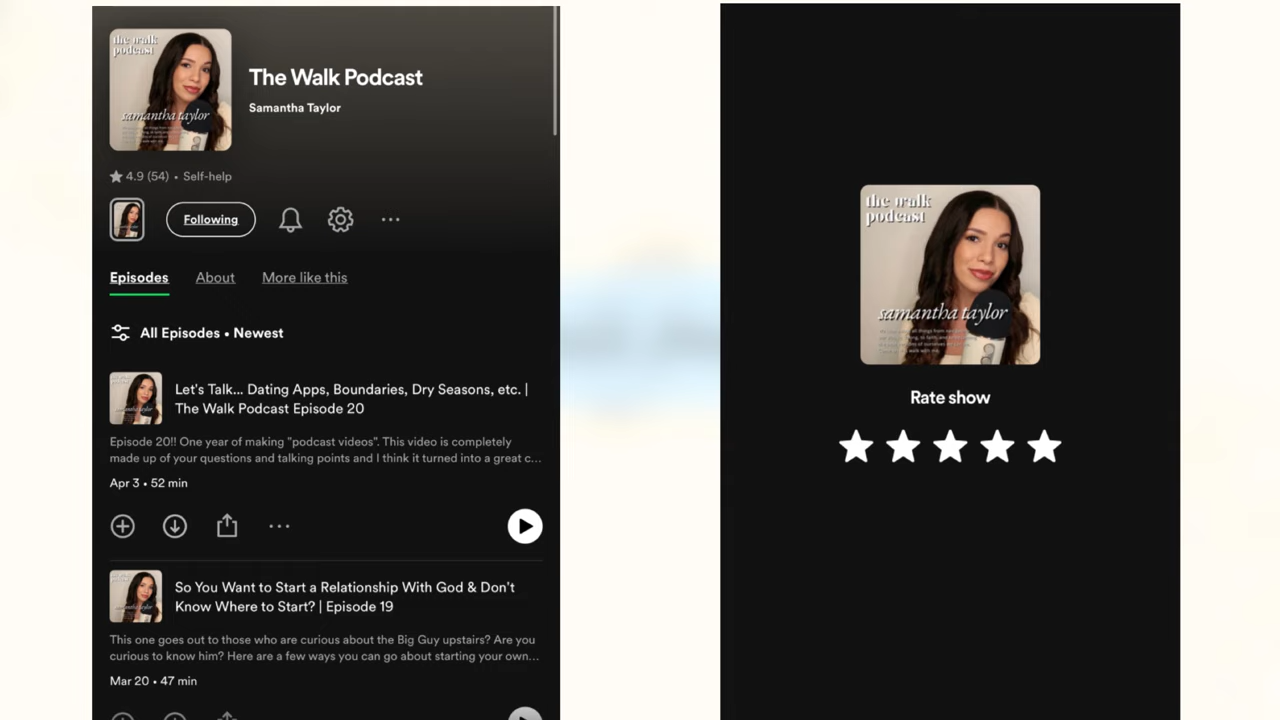 the walk
podcast
samantha taylor
The Walk Podcast
Samantha Taylor
4.9 (54) • Self-help
Following
Episodes
About
More like this
All Episodes • Newest
Let's Talk... Dating Apps, Boundaries, Dry Seasons, etc. |
The Walk Podcast Episode 20
Episode 20!! One year of making "podcast videos". This video is completely
made up of your questions and talking points and I think it turned into a great c...
Apr 3 • 52 min
So You Want to Start a Relationship With God & Don't
Know Where to Start? | Episode 19
This one goes out to those who are curious about the Big Guy upstairs? Are you
curious to know him? Here are a few ways you can go about starting your own...
Mar 20 • 47 min
the walk
podcast
samantha taylor
Rate show